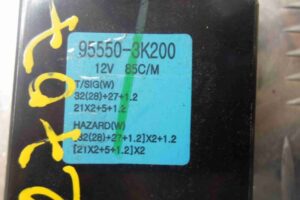 95550-3K200
12V 85C/M
T/SIG(W)
32(28)+27+1.2
21X2+5+1.2
HAZARD(W)
[32(28)+27+1.2]X2+1.2
[21X2+5+1.2]X2